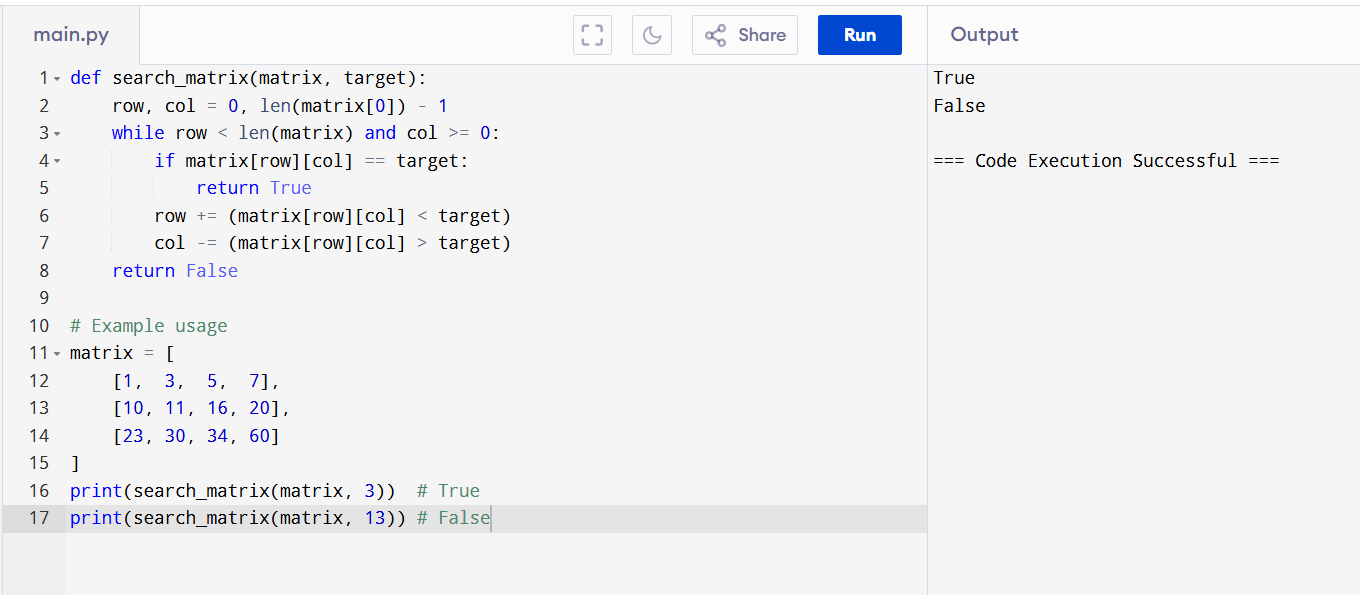 main.py
Share
Run
Output
1 def search_matrix(matrix, target):
2     row, col = 0, len(matrix[0]) - 1
3     while row < len(matrix) and col >= 0:
4         if matrix[row][col] == target:
5             return True
6         row += (matrix[row][col] < target)
7         col -= (matrix[row][col] > target)
8     return False
9
10 # Example usage
11 matrix = [
12     [1,  3,  5,  7],
13     [10, 11, 16, 20],
14     [23, 30, 34, 60]
15 ]
16 print(search_matrix(matrix, 3))  # True
17 print(search_matrix(matrix, 13)) # False
True
False
=== Code Execution Successful ===